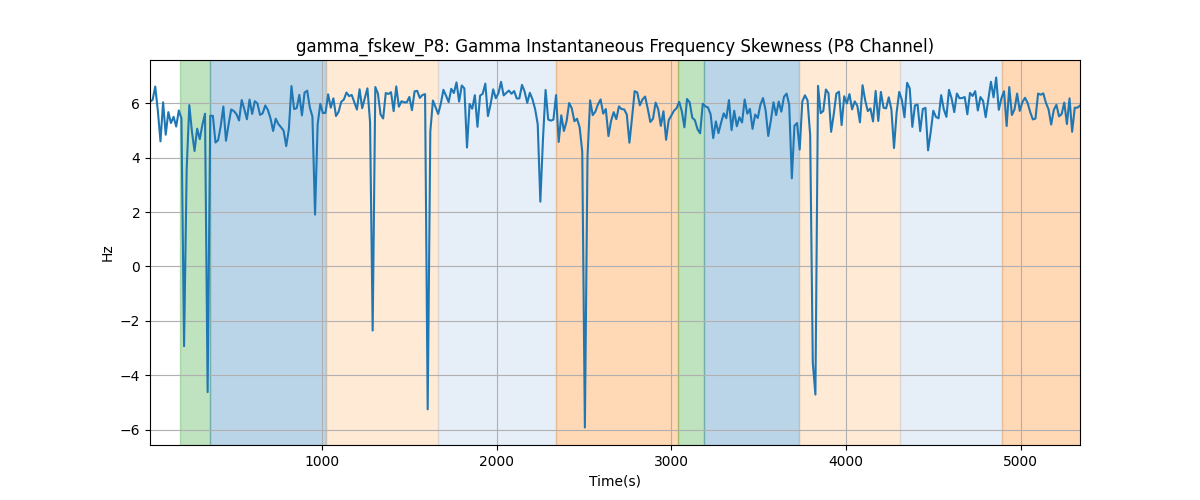 gamma_fskew_P8: Gamma Instantaneous Frequency Skewness (P8 Channel)
6
4
2
0
−2
−4
−6
Hz
1000 2000 3000 4000 5000
Time(s)